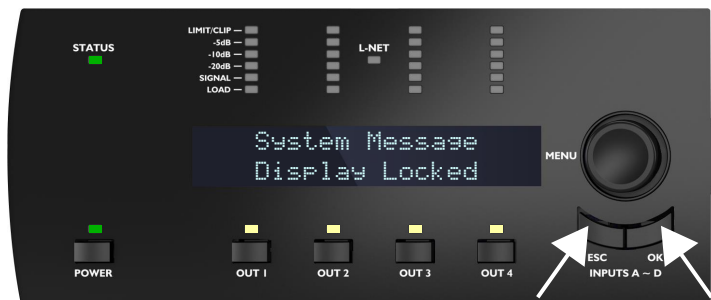 LIMIT/CLIP
STATUS
-5dB
L-NET
-10dB
-20dB
SIGNAL
LOAD
System Message
Display Locked
MENU
POWER
OUT 1
OUT 2
OUT 3
OUT 4
ESC
OK
INPUTS A ~ D